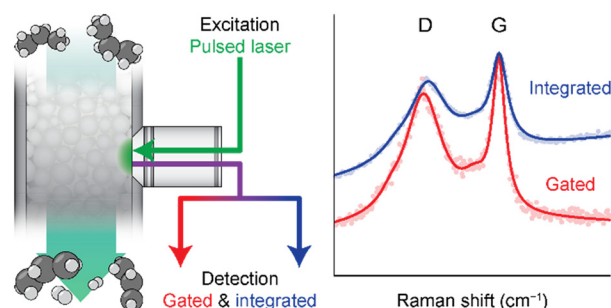 Excitation
Pulsed laser
Detection
Gated & integrated
D
G
Integrated
Gated
Raman shift (cm⁻¹)